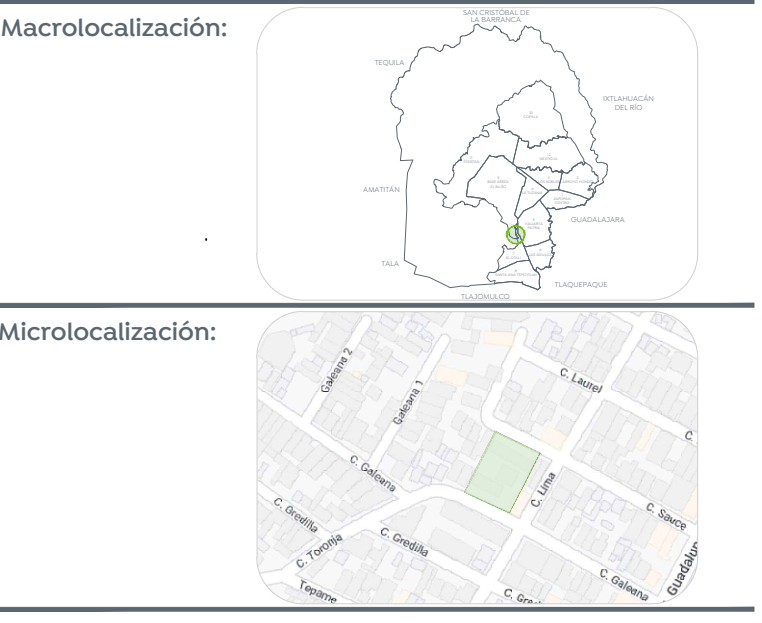 Macrolocalización:
SAN CRISTÓBAL DE
LA BARRANCA
TEQUILA
IXTLAHUACÁN
DEL RÍO
AMATITÁN
GUADALAJARA
TALA
TLAQUEPAQUE
TLAJOMULCO
Microlocalización:
Galeana 2
Galeana 1
C. Laurel
C.
C. Galeana
C. Lima
C. Sauce
C. Gredilla
C. Toronja
C. Gredilla
C. Galeana
Tepame
C. Gre
Guadalup